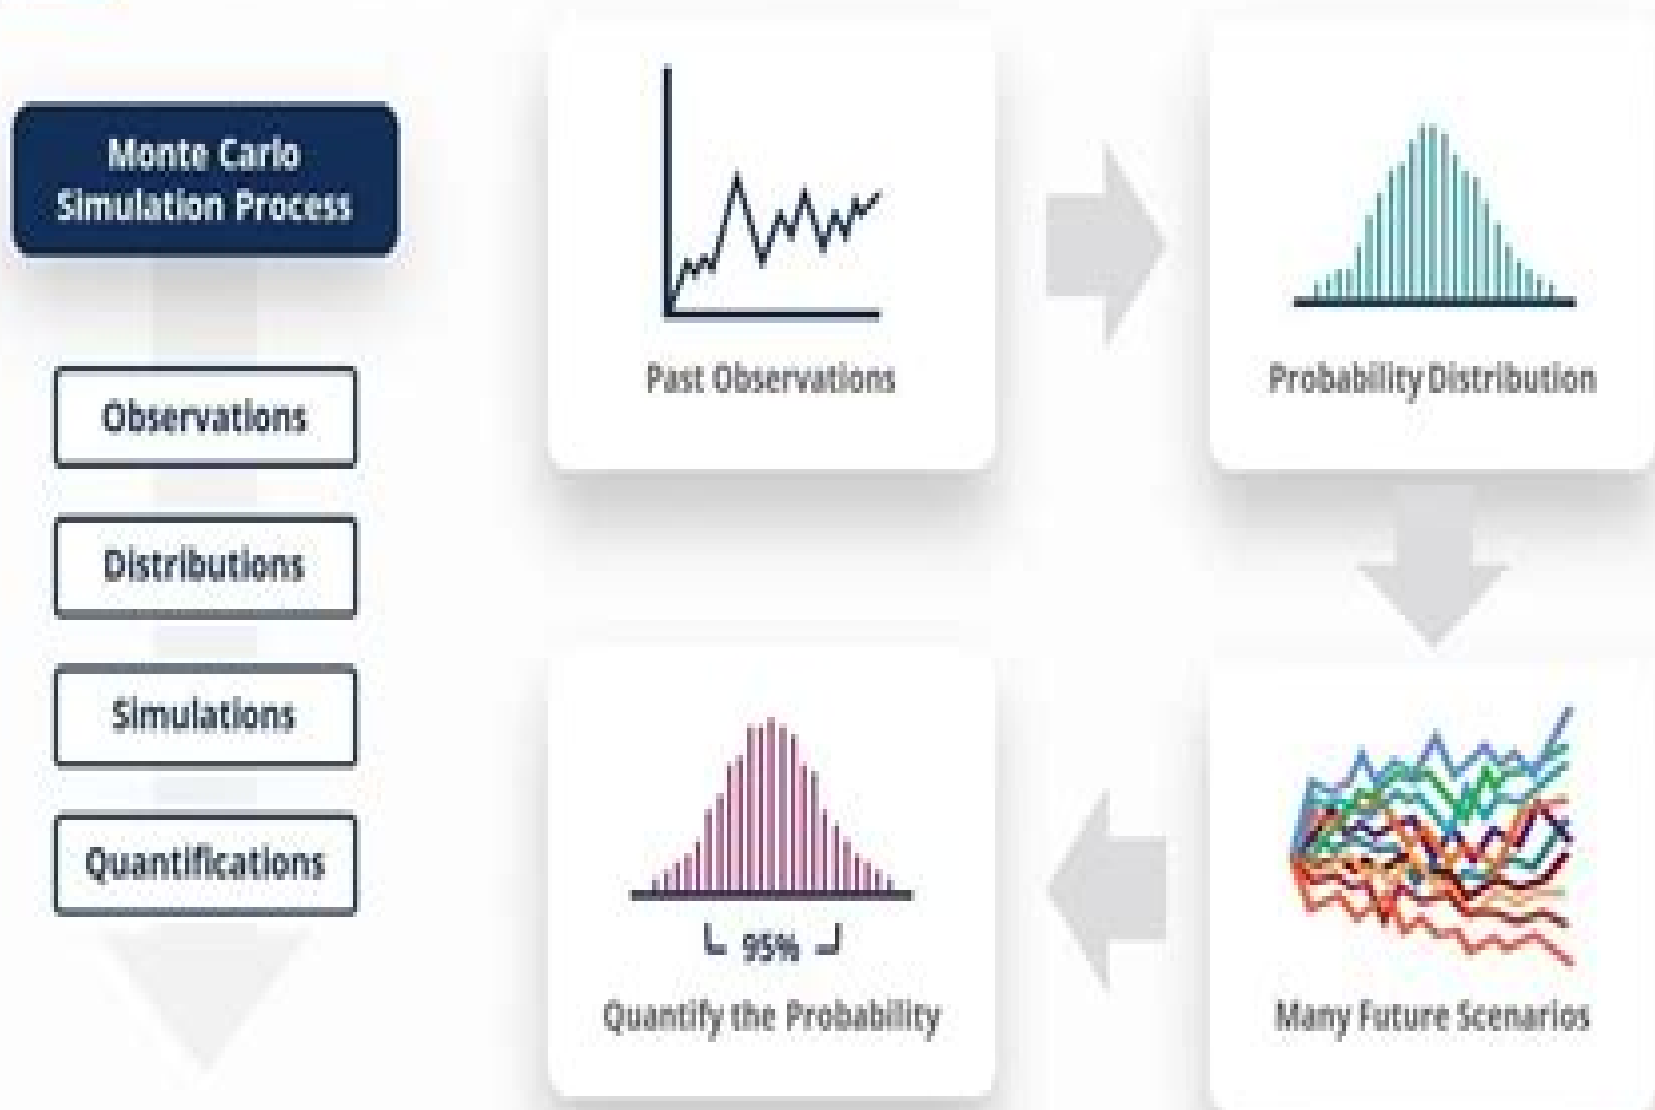 Monte Carlo
Simulation Process
Observations
Distributions
Simulations
Quantifications
Past Observations
Probability Distribution
95%
Quantify the Probability
Many Future Scenarios